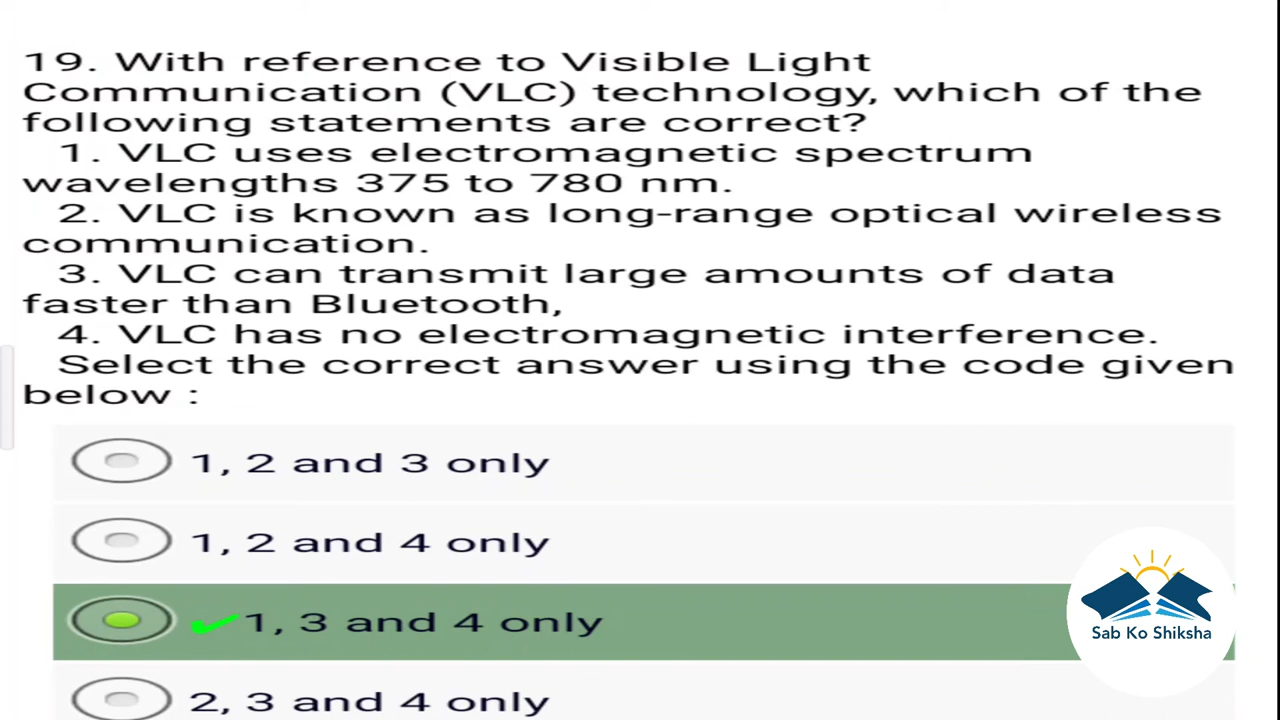 19. With reference to Visible Light
Communication (VLC) technology, which of the
following statements are correct?
1. VLC uses electromagnetic spectrum
wavelengths 375 to 780 nm.
2. VLC is known as long-range optical wireless
communication.
3. VLC can transmit large amounts of data
faster than Bluetooth,
4. VLC has no electromagnetic interference.
Select the correct answer using the code given
below :
1, 2 and 3 only
1, 2 and 4 only
1, 3 and 4 only
2, 3 and 4 only
Sab Ko Shiksha